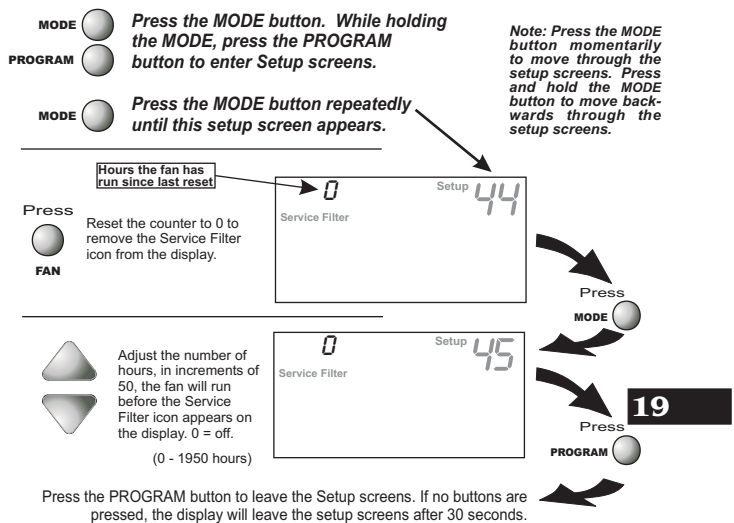 MODE
PROGRAM
Press the MODE button. While holding
the MODE, press the PROGRAM
button to enter Setup screens.
Note: Press the MODE
button momentarily
to move through the
setup screens. Press
and hold the MODE
button to move back-
wards through the
setup screens.
MODE
Press the MODE button repeatedly
until this setup screen appears.
Hours the fan has
run since last reset
0
Setup 44
Service Filter
Press
FAN
Reset the counter to 0 to
remove the Service Filter
icon from the display.
Press
MODE
0
Setup 45
Service Filter
Adjust the number of
hours, in increments of
50, the fan will run
before the Service
Filter icon appears on
the display. 0 = off.
(0 - 1950 hours)
19
Press
PROGRAM
Press the PROGRAM button to leave the Setup screens. If no buttons are
pressed, the display will leave the setup screens after 30 seconds.